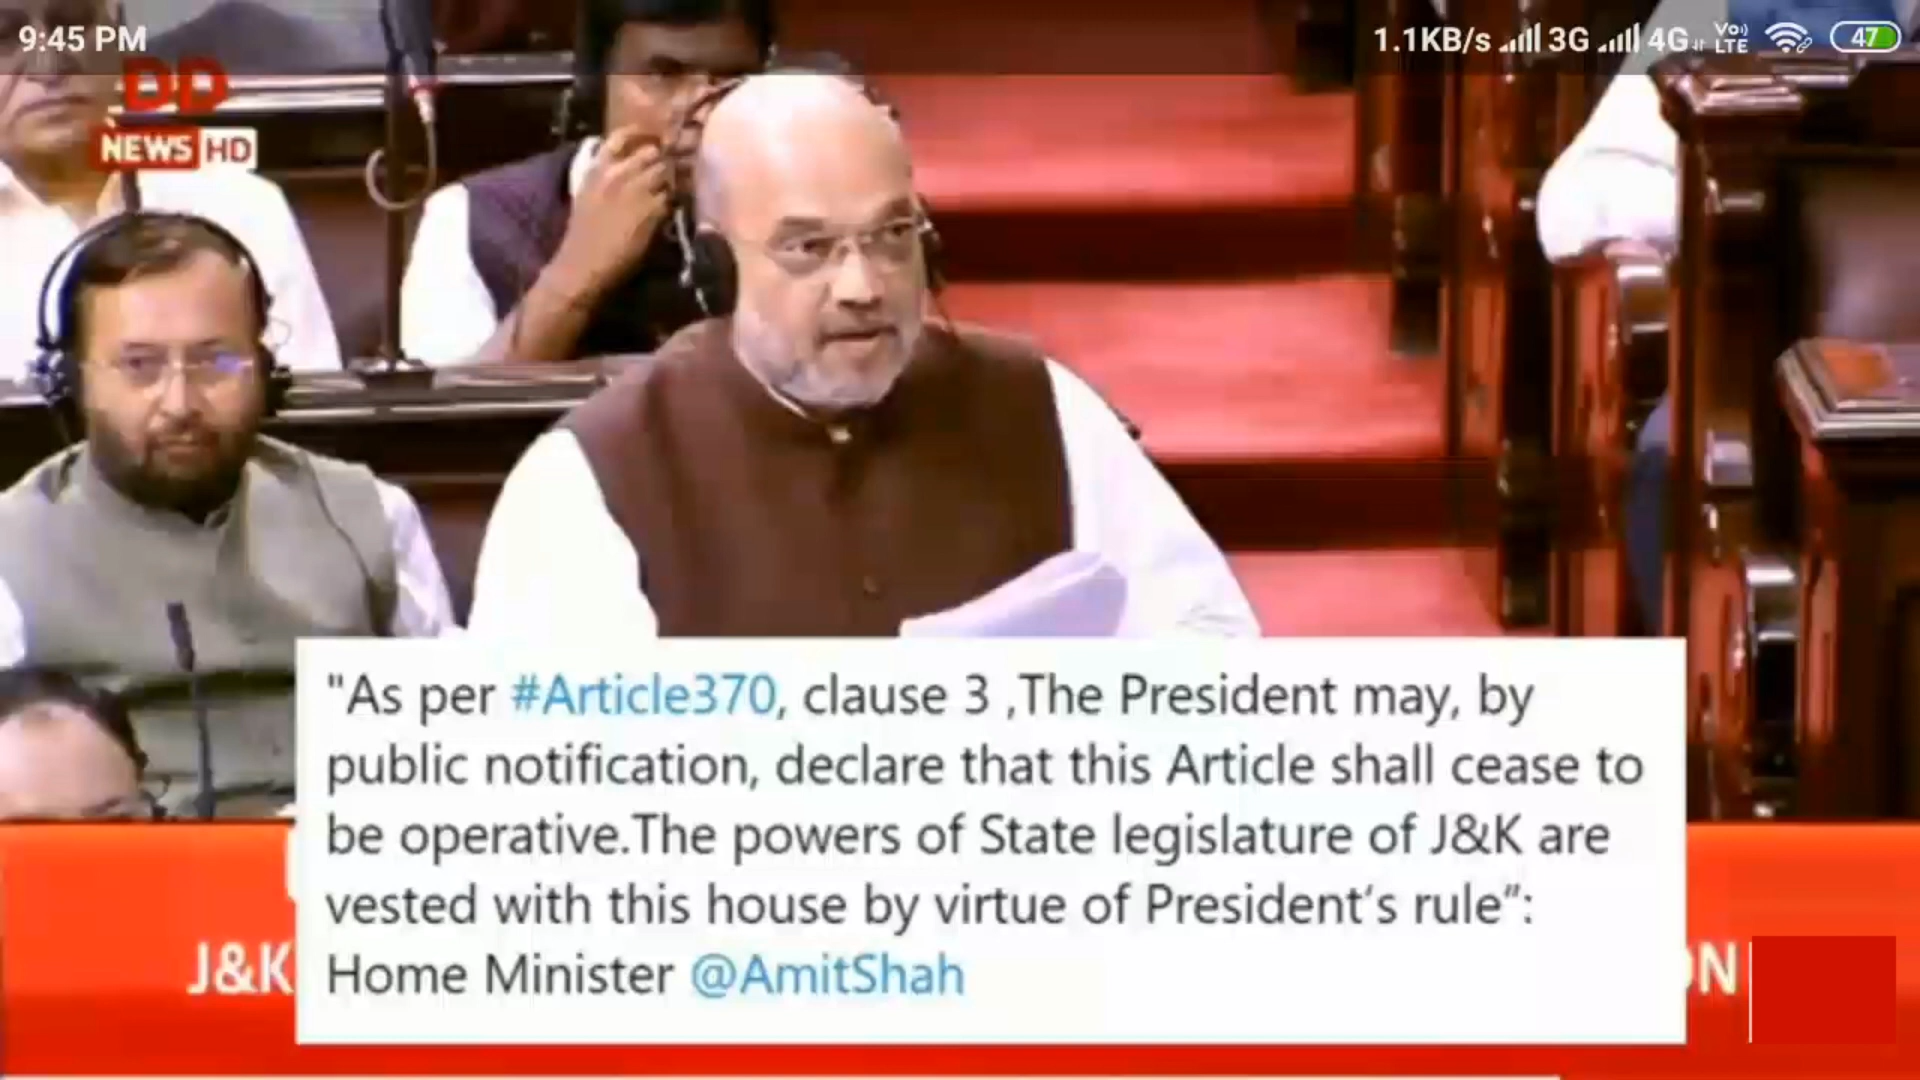 9:45 PM
1.1KB/s 3G 4G Vo) LTE 47
DD
NEWS HD
"As per #Article370, clause 3 ,The President may, by
public notification, declare that this Article shall cease to
be operative.The powers of State legislature of J&K are
vested with this house by virtue of President's rule":
Home Minister @AmitShah
J&K